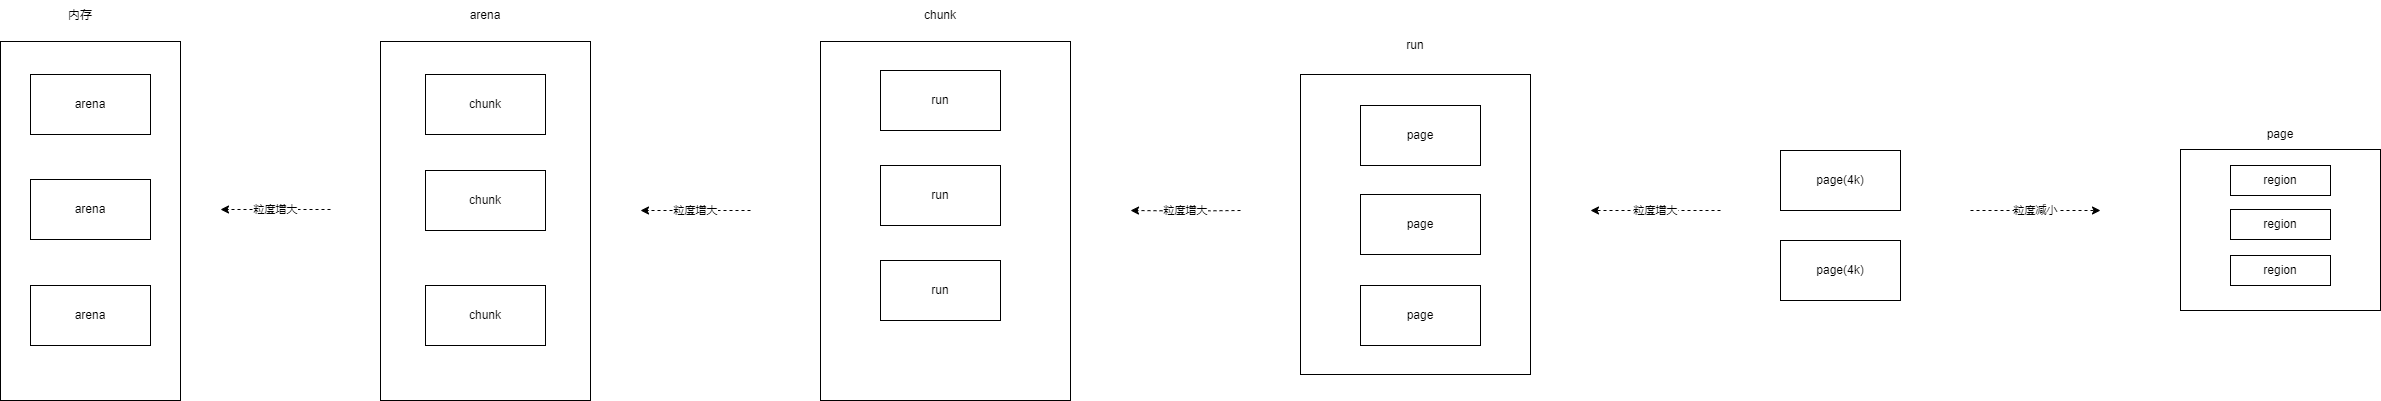 内存
arena
arena
arena
粒度增大
arena
chunk
chunk
chunk
粒度增大
chunk
run
run
run
粒度增大
run
page
page
page
粒度增大
page(4k)
page(4k)
粒度减小
page
region
region
region